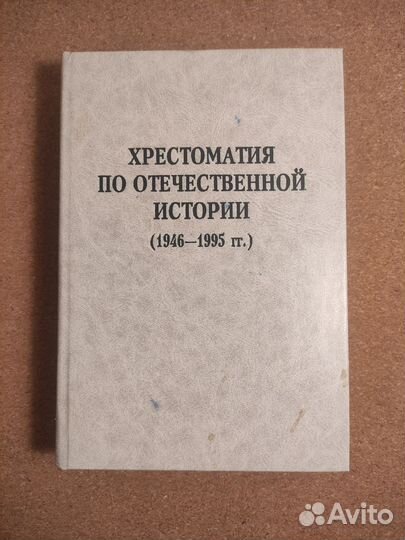 ХРЕСТОМАТИЯ
ПО ОТЕЧЕСТВЕННОЙ
ИСТОРИИ
(1946—1995 гг.)
Avito